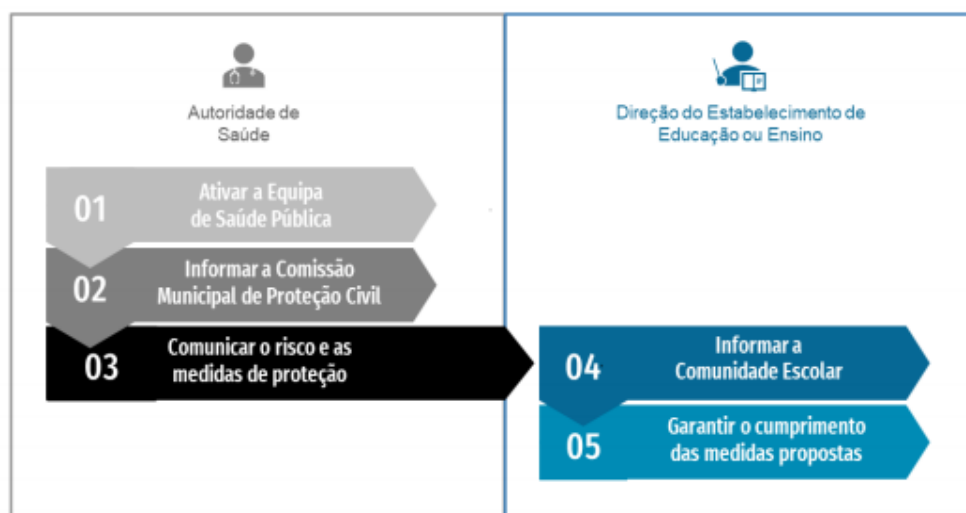 Autoridade de
Saúde
01
Ativar a Equipa
de Saúde Pública
02
Informar a Comissão
Municipal de Proteção Civil
03
Comunicar o risco e as
medidas de proteção
Direção do Estabelecimento de
Educação ou Ensino
04
Informar a
Comunidade Escolar
05
Garantir o cumprimento
das medidas propostas